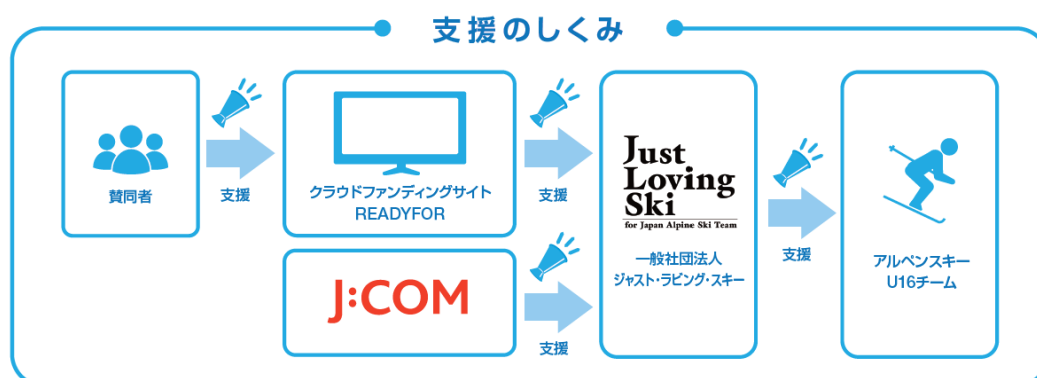 支援のしくみ
賛同者
支援
クラウドファンディングサイト
READYFOR
支援
J:COM
支援
Just
Loving
Ski
for Japan Alpine Ski Team
一般社団法人
ジャスト・ラビング・スキー
支援
アルペンスキー
U16チーム